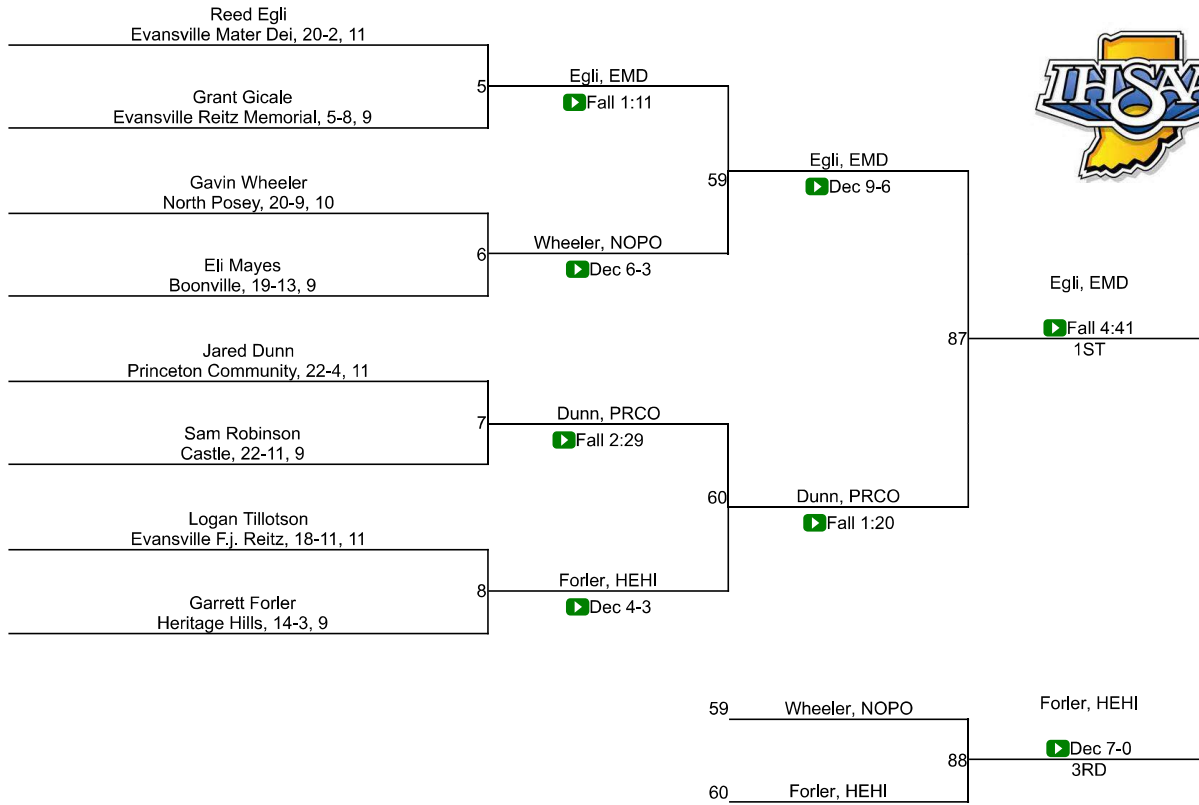 Reed Egli
Evansville Mater Dei, 20-2, 11
Grant Gicale
Evansville Reitz Memorial, 5-8, 9
5
Egli, EMD
Fall 1:11
Gavin Wheeler
North Posey, 20-9, 10
Eli Mayes
Boonville, 19-13, 9
6
Wheeler, NOPO
Dec 6-3
59
Egli, EMD
Dec 9-6
Jared Dunn
Princeton Community, 22-4, 11
Sam Robinson
Castle, 22-11, 9
7
Dunn, PRCO
Fall 2:29
Logan Tillotson
Evansville F.j. Reitz, 18-11, 11
Garrett Forler
Heritage Hills, 14-3, 9
8
Forler, HEHI
Dec 4-3
60
Dunn, PRCO
Fall 1:20
87
Egli, EMD
Fall 4:41
1ST
IHSAA
59
Wheeler, NOPO
60
Forler, HEHI
88
Forler, HEHI
Dec 7-0
3RD